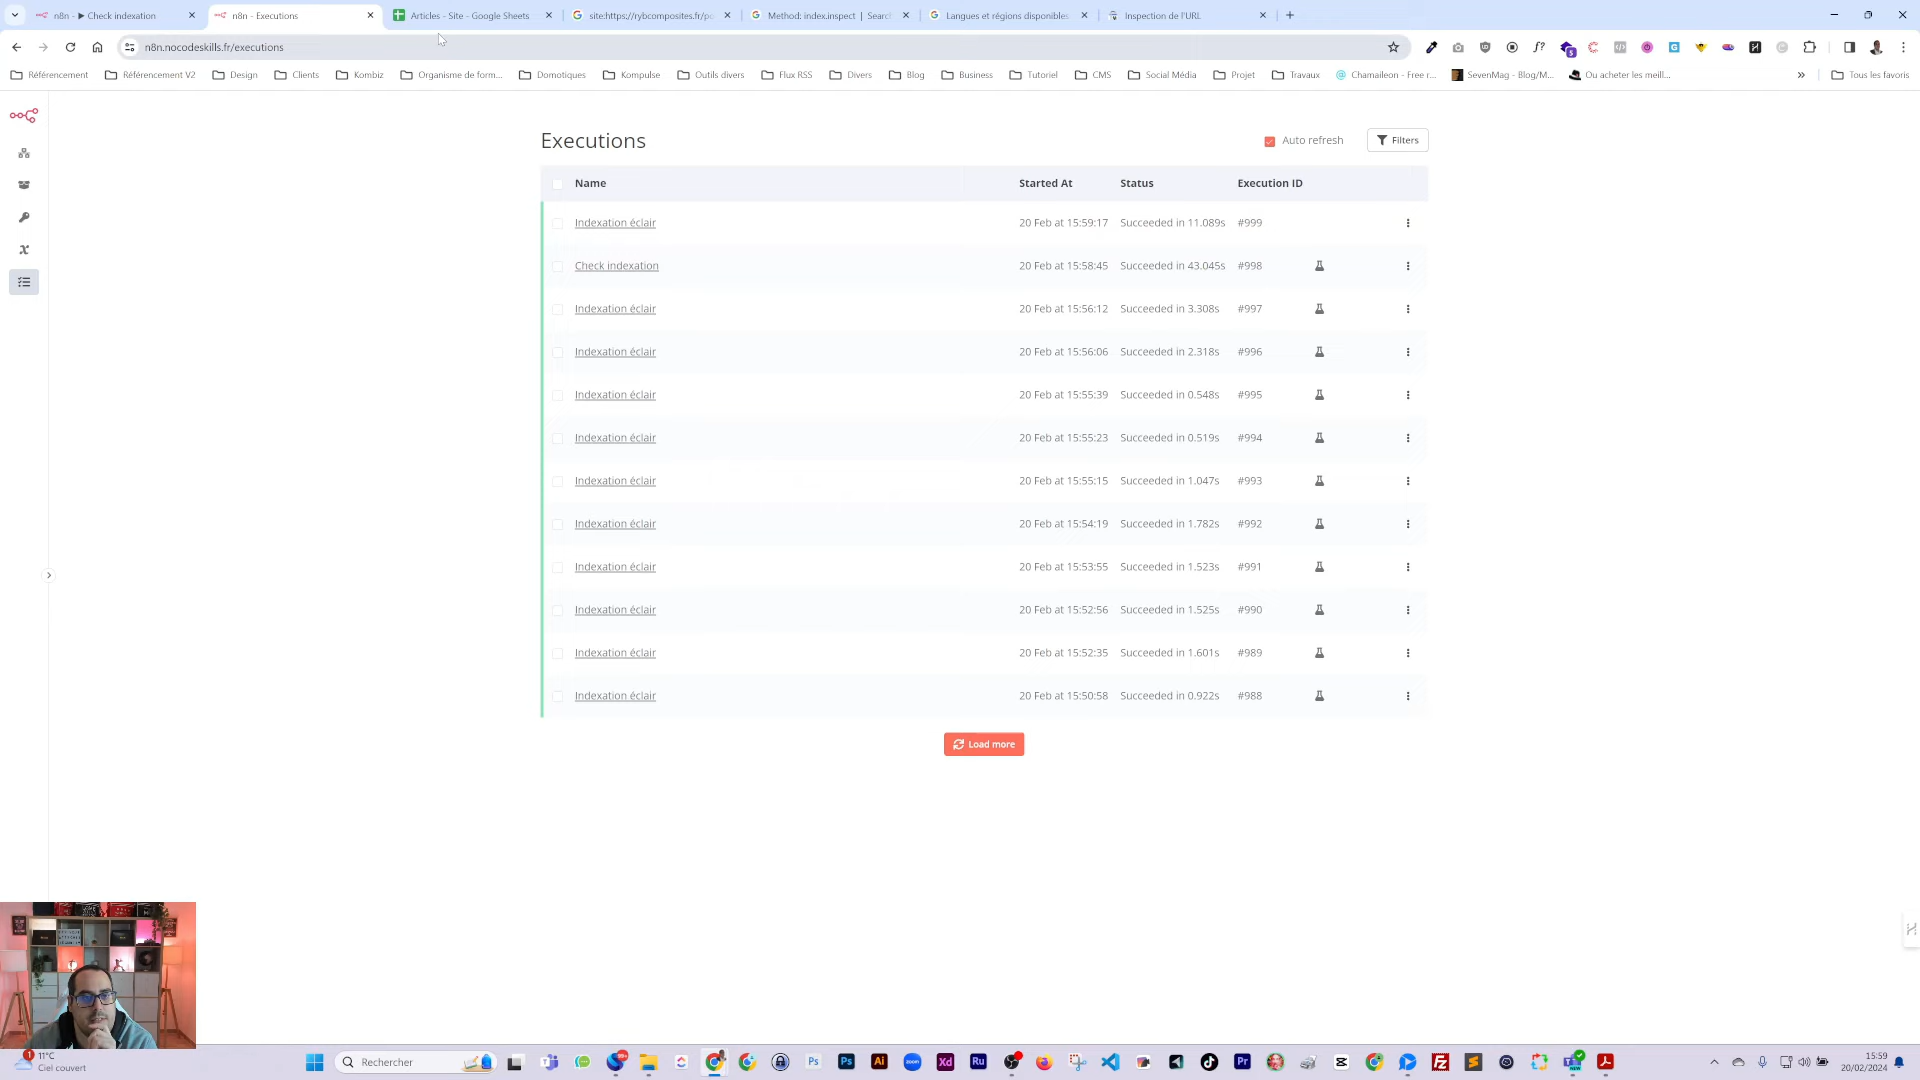 n8n - ▶ Check indexation
n8n - Executions
Articles - Site - Google Sheets
site:https://rybcomposites.fr/po
Method: index.inspect | Search
Langues et régions disponibles
Inspection de l'URL
n8n.nocodeskills.fr/executions
Référencement
Référencement V2
Design
Clients
Kombiz
Organisme de form...
Domotiques
Kompulse
Outils divers
Flux RSS
Divers
Blog
Business
Tutoriel
CMS
Social Média
Projet
Travaux
Chamaileon - Free r...
SevenMag - Blog/M...
Ou acheter les meill...
Tous les favoris
Executions
Auto refresh
Filters
Name Started At Status Execution ID
Indexation éclair 20 Feb at 15:59:17 Succeeded in 11.089s #999
Check indexation 20 Feb at 15:58:45 Succeeded in 43.045s #998
Indexation éclair 20 Feb at 15:56:12 Succeeded in 3.308s #997
Indexation éclair 20 Feb at 15:56:06 Succeeded in 2.318s #996
Indexation éclair 20 Feb at 15:55:39 Succeeded in 0.548s #995
Indexation éclair 20 Feb at 15:55:23 Succeeded in 0.519s #994
Indexation éclair 20 Feb at 15:55:15 Succeeded in 1.047s #993
Indexation éclair 20 Feb at 15:54:19 Succeeded in 1.782s #992
Indexation éclair 20 Feb at 15:53:55 Succeeded in 1.523s #991
Indexation éclair 20 Feb at 15:52:56 Succeeded in 1.525s #990
Indexation éclair 20 Feb at 15:52:35 Succeeded in 1.601s #989
Indexation éclair 20 Feb at 15:50:58 Succeeded in 0.922s #988
Load more
11°C
Ciel couvert
Rechercher
15:59
20/02/2024